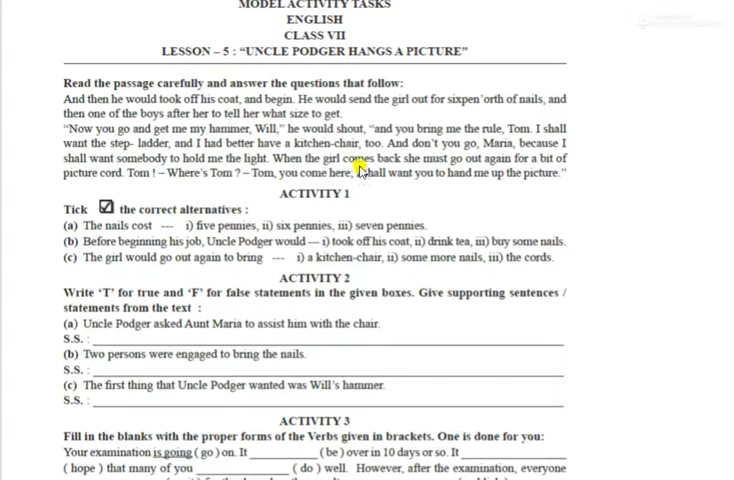 MODEL ACTIVITY TASKS
ENGLISH
CLASS VII
LESSON – 5 : “UNCLE PODGER HANGS A PICTURE”
Read the passage carefully and answer the questions that follow:
And then he would took off his coat, and begin. He would send the girl out for sixpen’orth of nails, and
then one of the boys after her to tell her what size to get.
“Now you go and get me my hammer, Will,” he would shout, “and you bring me the rule, Tom. I shall
want the step- ladder, and I had better have a kitchen-chair, too. And don’t you go, Maria, because I
shall want somebody to hold me the light. When the girl comes back she must go out again for a bit of
picture cord. Tom ! – Where’s Tom ? – Tom, you come here; I shall want you to hand me up the picture.”
ACTIVITY 1
Tick the correct alternatives :
(a) The nails cost --- i) five pennies, ii) six pennies, iii) seven pennies.
(b) Before beginning his job, Uncle Podger would --- i) took off his coat, ii) drink tea, iii) buy some nails.
(c) The girl would go out again to bring --- i) a kitchen-chair, ii) some more nails, iii) the cords.
ACTIVITY 2
Write ‘T’ for true and ‘F’ for false statements in the given boxes. Give supporting sentences /
statements from the text :
(a) Uncle Podger asked Aunt Maria to assist him with the chair.
S.S. :
(b) Two persons were engaged to bring the nails.
S.S. :
(c) The first thing that Uncle Podger wanted was Will’s hammer.
S.S. :
ACTIVITY 3
Fill in the blanks with the proper forms of the Verbs given in brackets. One is done for you:
Your examination is going ( go ) on. It ____________ ( be ) over in 10 days or so. It ____________
( hope ) that many of you ____________ ( do ) well. However, after the examination, everyone